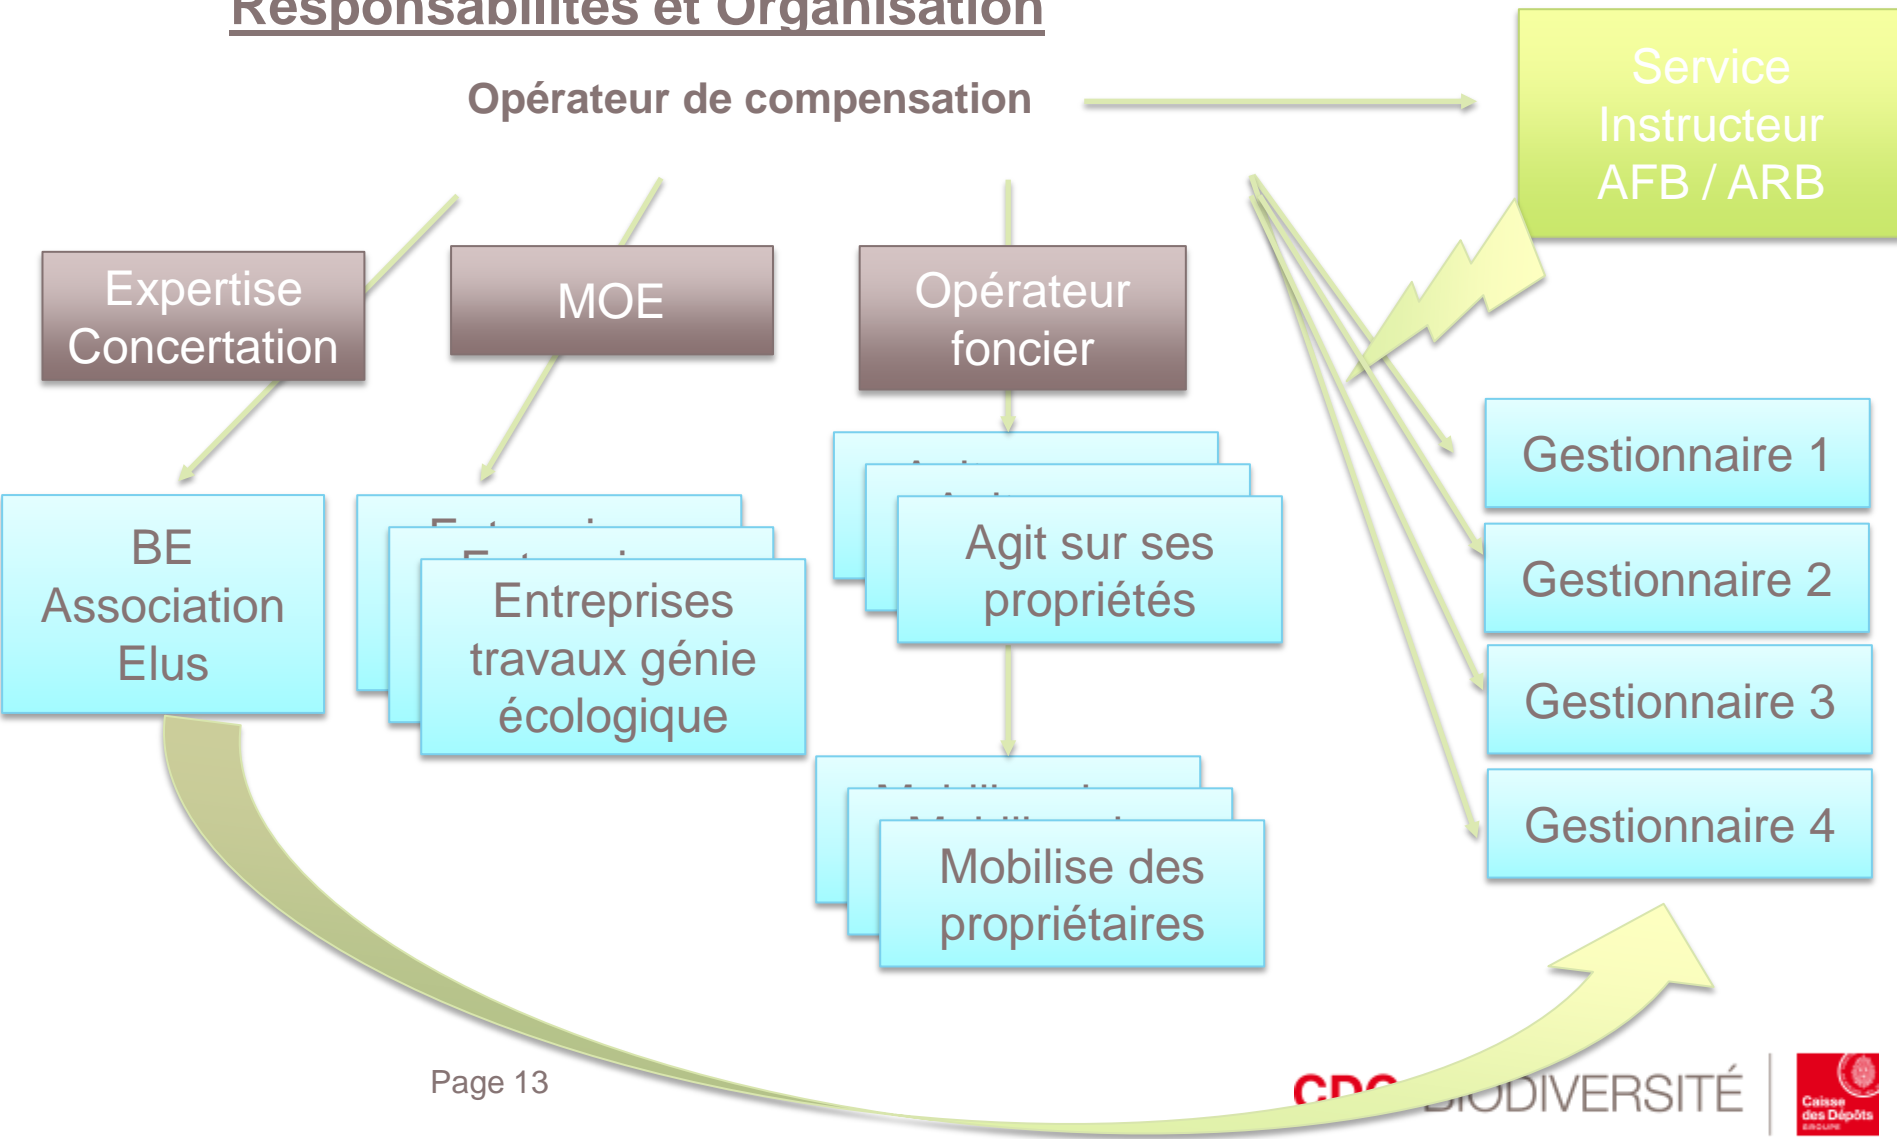 Responsabilités et Organisation
Opérateur de compensation
Service
Instructeur
AFB / ARB
Expertise
Concertation
MOE
Opérateur
foncier
BE
Association
Elus
Entreprises
travaux génie
écologique
Agit sur ses
propriétés
Mobilise des
propriétaires
Gestionnaire 1
Gestionnaire 2
Gestionnaire 3
Gestionnaire 4
Page 13
CDC BIODIVERSITÉ
Caisse
des Dépôts
GROUPE